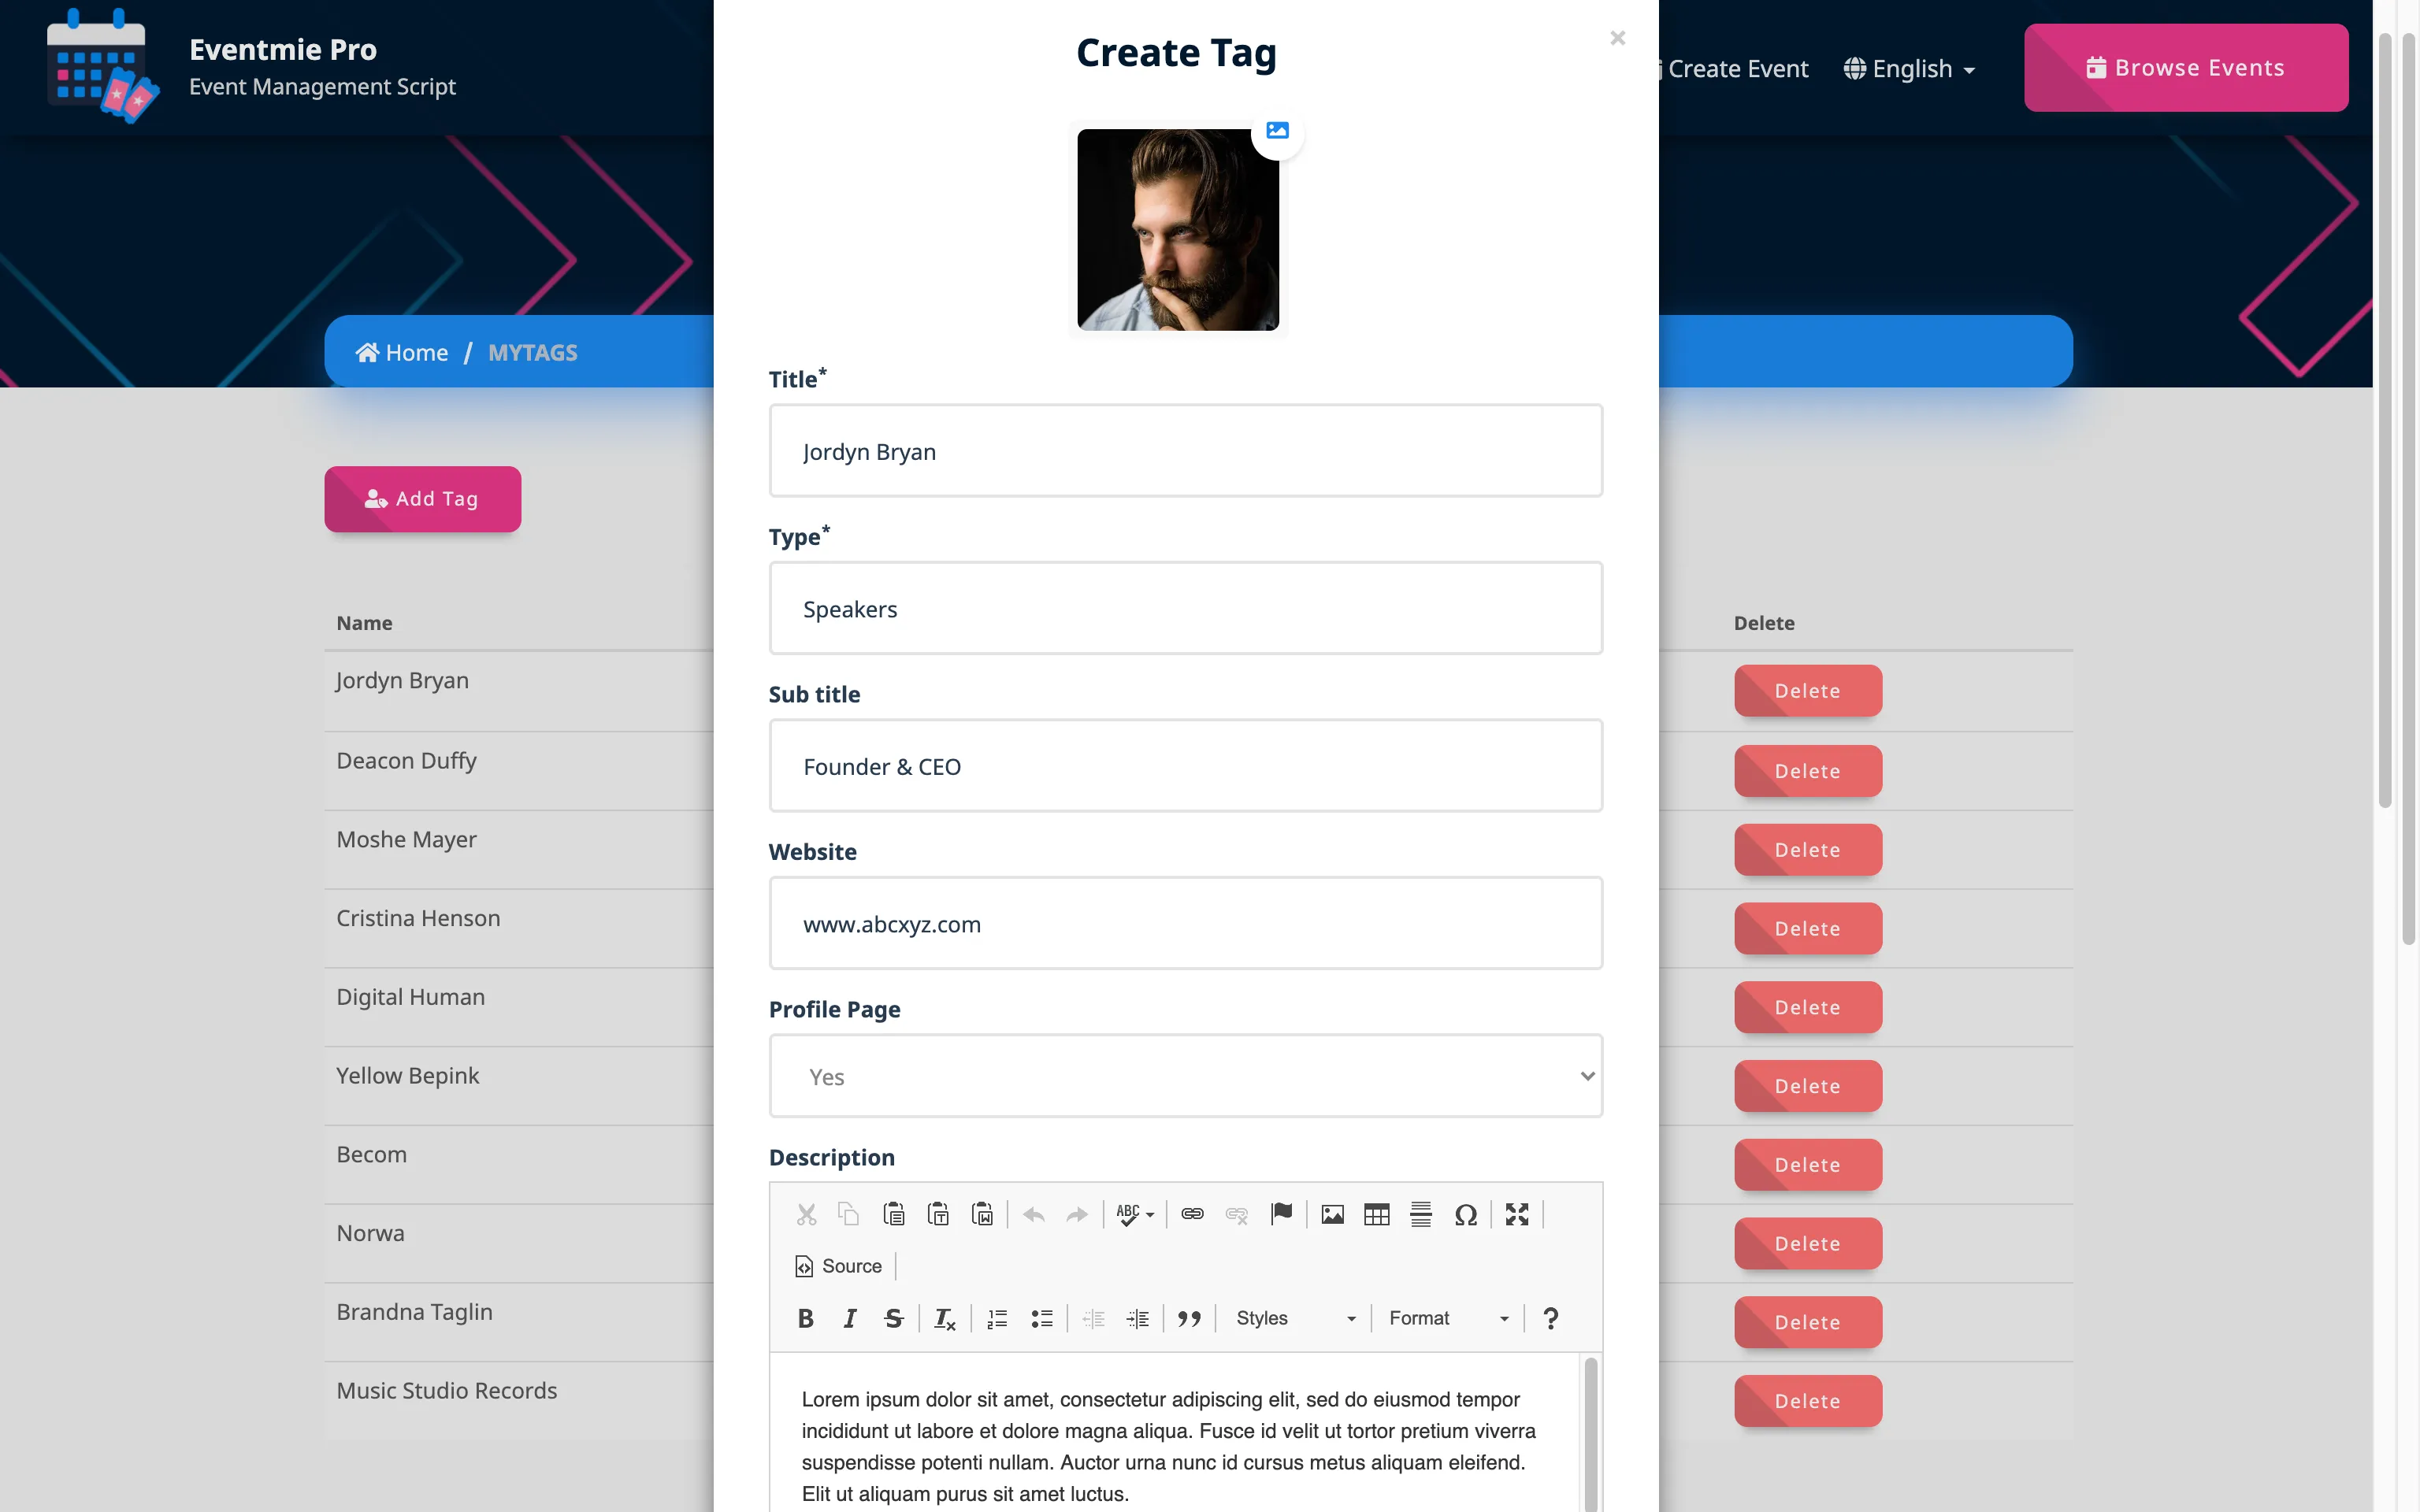 Eventmie Pro
Event Management Script
Create Event
English
Browse Events
Home / MYTAGS
Add Tag
Name
Delete
Jordyn Bryan
Delete
Deacon Duffy
Delete
Moshe Mayer
Delete
Cristina Henson
Delete
Digital Human
Delete
Yellow Bepink
Delete
Becom
Delete
Norwa
Delete
Brandna Taglin
Delete
Music Studio Records
Delete
Create Tag
×
Title*
Jordyn Bryan
Type*
Speakers
Sub title
Founder & CEO
Website
www.abcxyz.com
Profile Page
Yes
Description
ABC
Source
B I S Tx Styles Format ?
Lorem ipsum dolor sit amet, consectetur adipiscing elit, sed do eiusmod tempor
incididunt ut labore et dolore magna aliqua. Fusce id velit ut tortor pretium viverra
suspendisse potenti nullam. Auctor urna nunc id cursus metus aliquam eleifend.
Elit ut aliquam purus sit amet luctus.